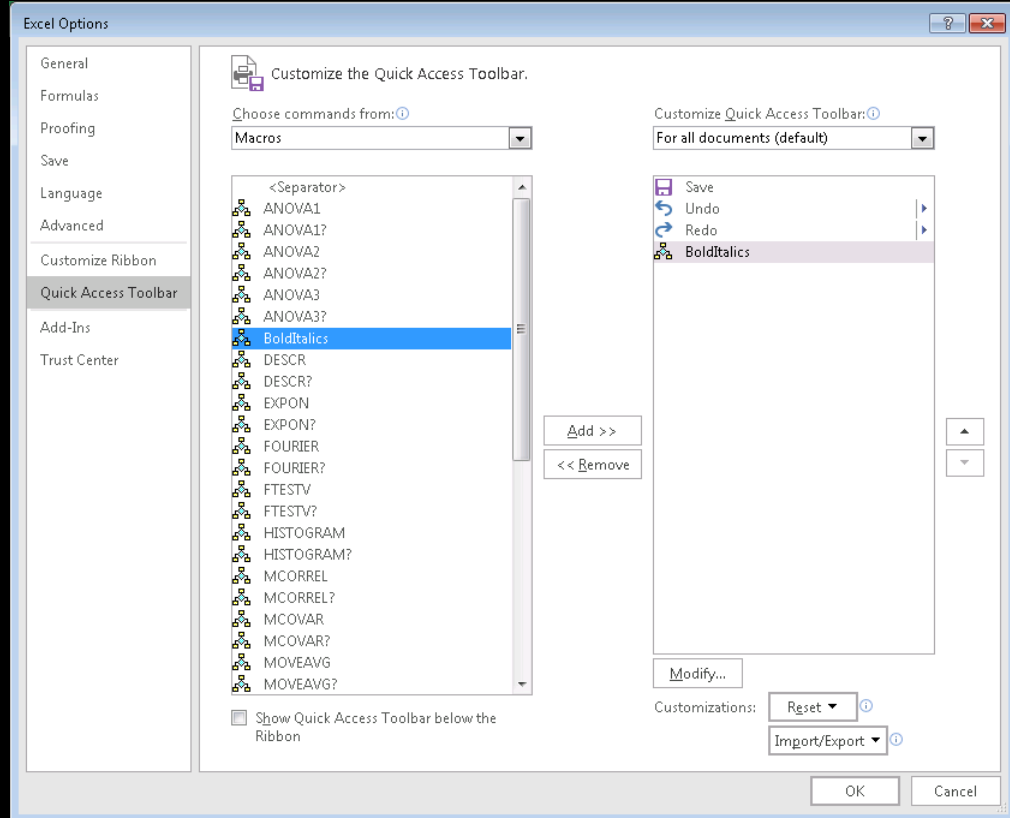 Excel Options
General
Formulas
Proofing
Save
Language
Advanced
Customize Ribbon
Quick Access Toolbar
Add-Ins
Trust Center
Customize the Quick Access Toolbar.
Choose commands from:
Macros
<Separator>
ANOVA1
ANOVA1?
ANOVA2
ANOVA2?
ANOVA3
ANOVA3?
BoldItalics
DESCR
DESCR?
EXPON
EXPON?
FOURIER
FOURIER?
FTESTV
FTESTV?
HISTOGRAM
HISTOGRAM?
MCORREL
MCORREL?
MCOVAR
MCOVAR?
MOVEAVG
MOVEAVG?
Show Quick Access Toolbar below the
Ribbon
Add >>
<< Remove
Customize Quick Access Toolbar:
For all documents (default)
Save
Undo
Redo
BoldItalics
Modify...
Customizations: Reset
Import/Export
OK Cancel